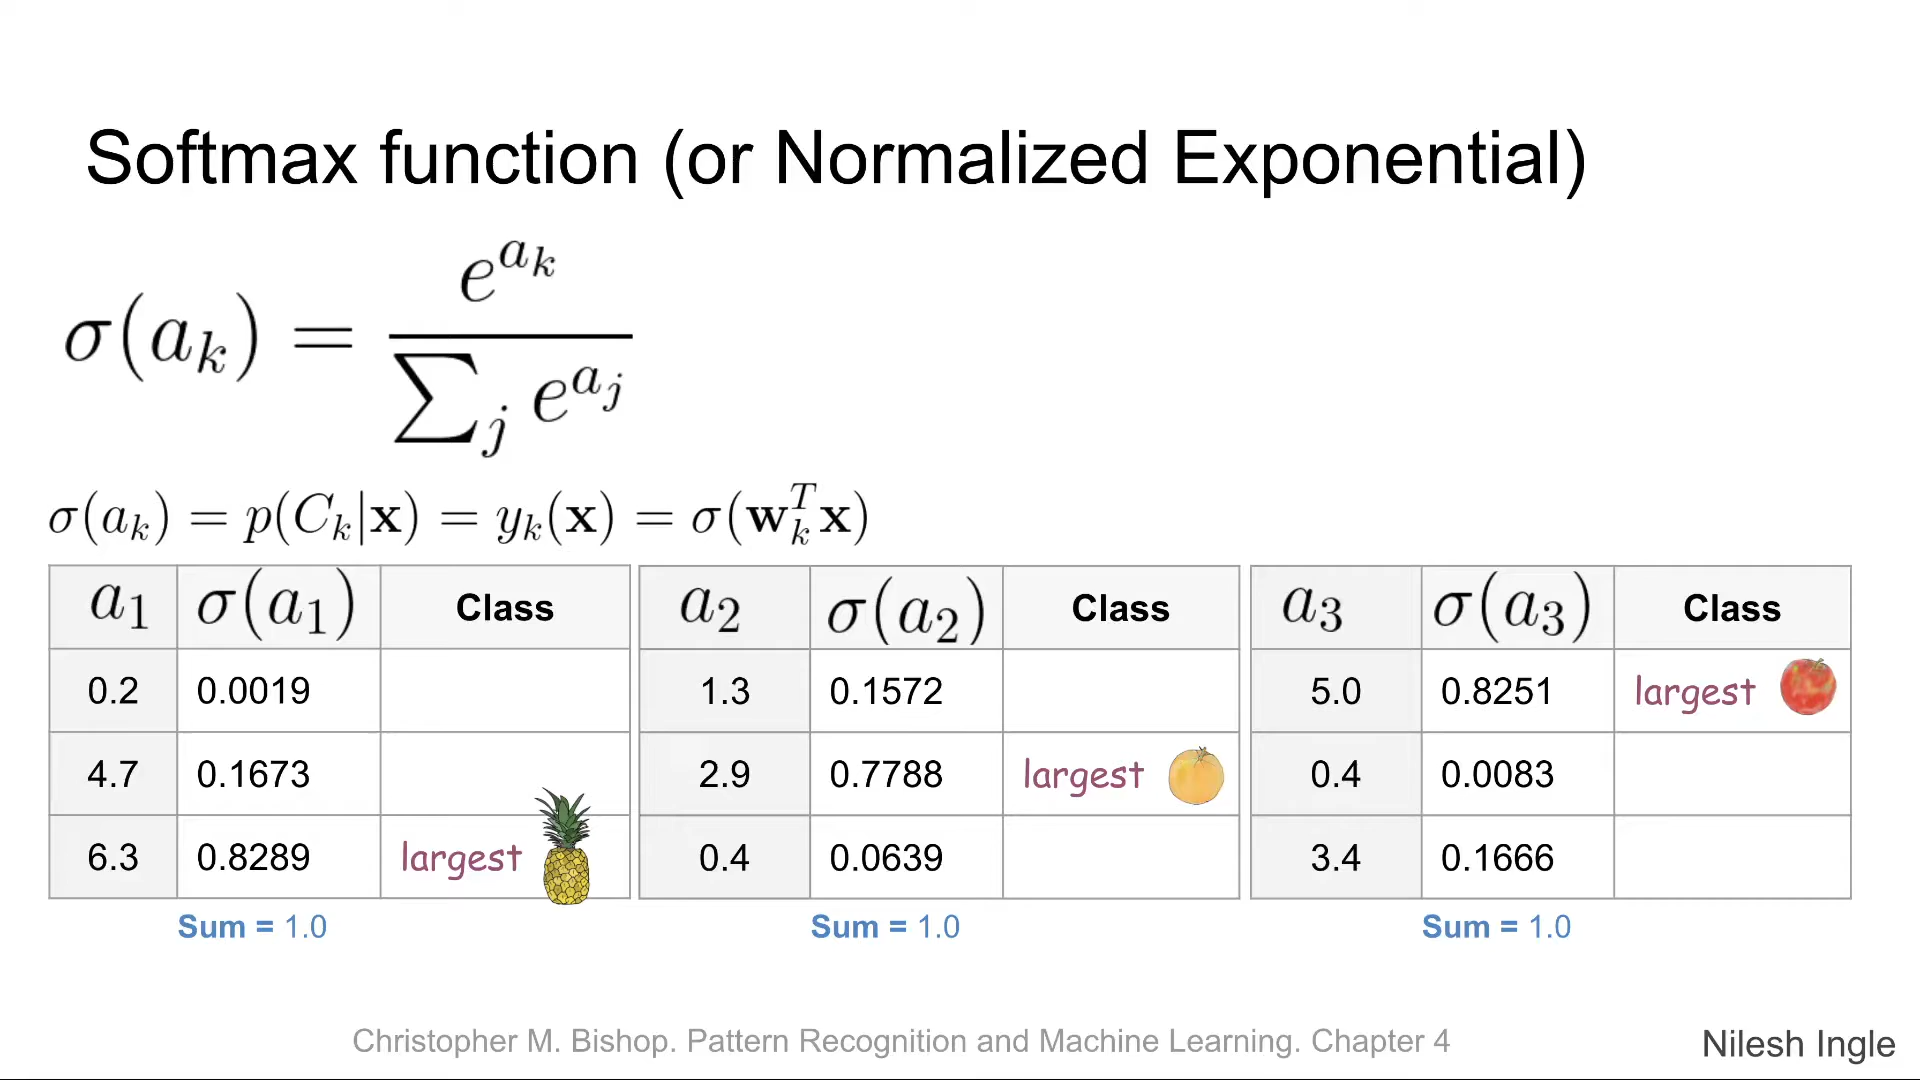 Softmax function (or Normalized Exponential)
σ(a_k) = e^{a_k} / ∑_j e^{a_j}
σ(a_k) = p(C_k|x) = y_k(x) = σ(w_k^T x)
a_1 σ(a_1) Class a_2 σ(a_2) Class a_3 σ(a_3) Class
0.2 0.0019 1.3 0.1572 5.0 0.8251 largest
4.7 0.1673 2.9 0.7788 largest 0.4 0.0083
6.3 0.8289 largest 0.4 0.0639 3.4 0.1666
Sum = 1.0 Sum = 1.0 Sum = 1.0
Christopher M. Bishop. Pattern Recognition and Machine Learning. Chapter 4
Nilesh Ingle